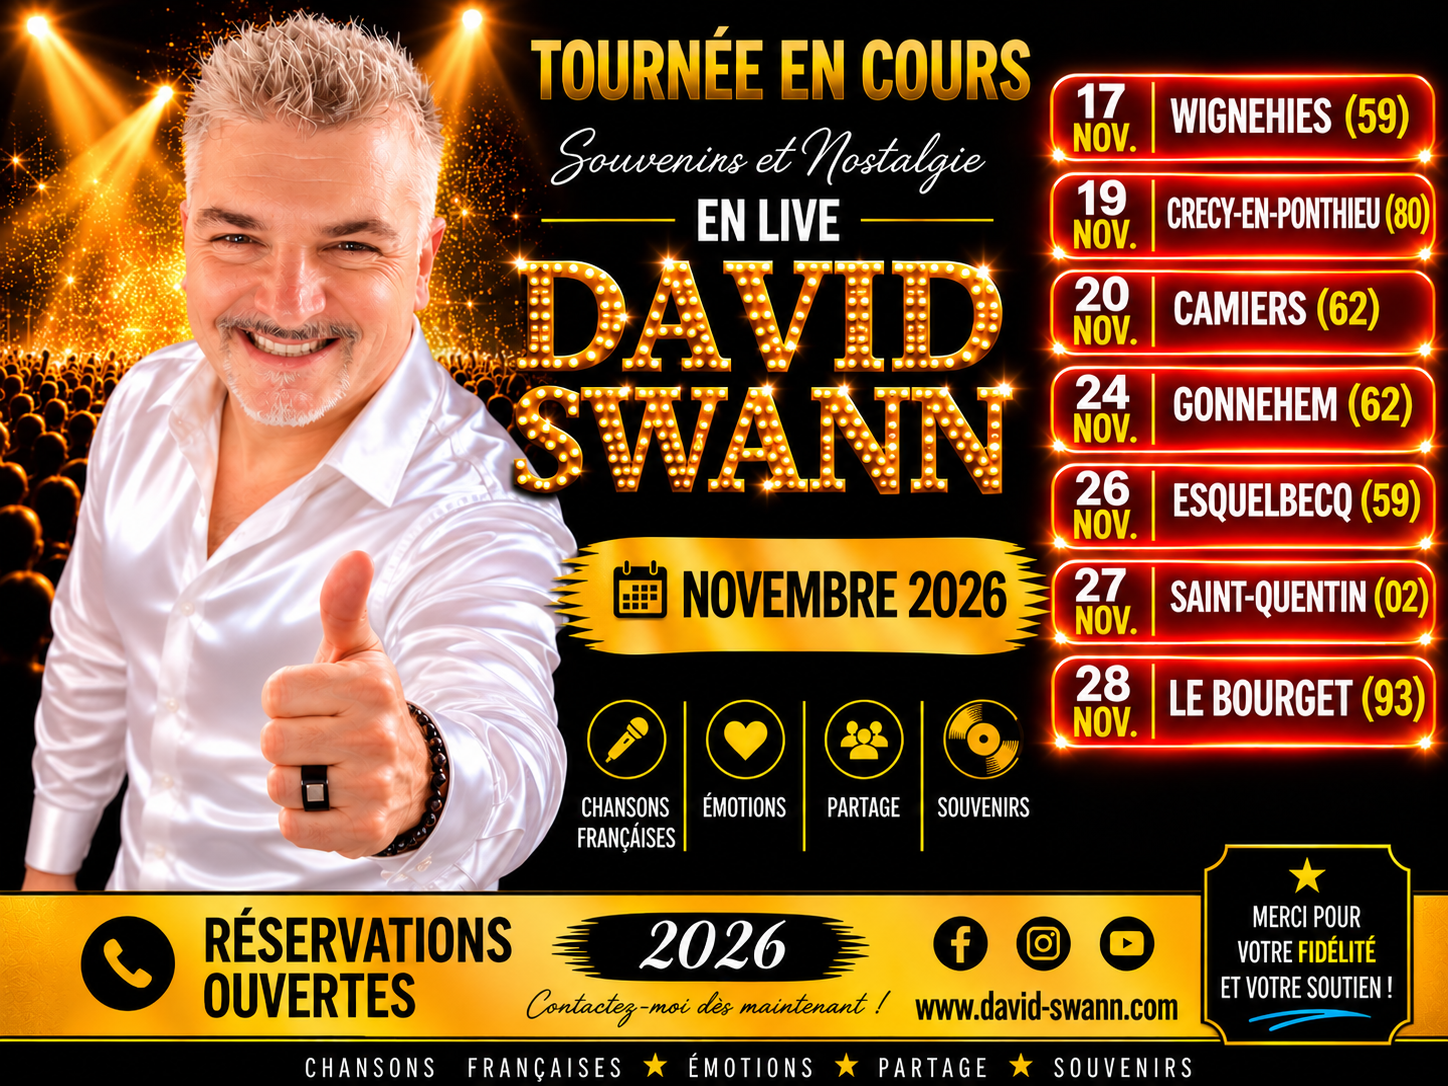 TOURNÉE EN COURS
Souvenins et Nostalgie
EN LIVE
DAVID
SWANN
NOVEMBRE 2026
CHANSONS
FRANÇÁISES
ÉMOTIONS
PARTAGE
SOUVENIRS
17
NOV.
WIGNEHIES (59)
19
NOV.
CRECY-EN-PONTHIEU (80)
20
NOV.
CAMIERS (62)
24
NOV.
GONNEHEM (62)
26
NOV.
ESQUELBECQ (59)
27
NOV.
SAINT-QUENTIN (02)
28
NOV.
LE BOURGET (93)
RÉSERVATIONS
OUVERTES
2026
Contactez-moi dès maintenant !
www.david-swann.com
MERCI POUR
VOTRE FIDÉLITÉ
ET VOTRE SOUTIEN !
CHANSONS FRANÇAISES ★ ÉMOTIONS ★ PARTAGE ★ SOUVENIRS